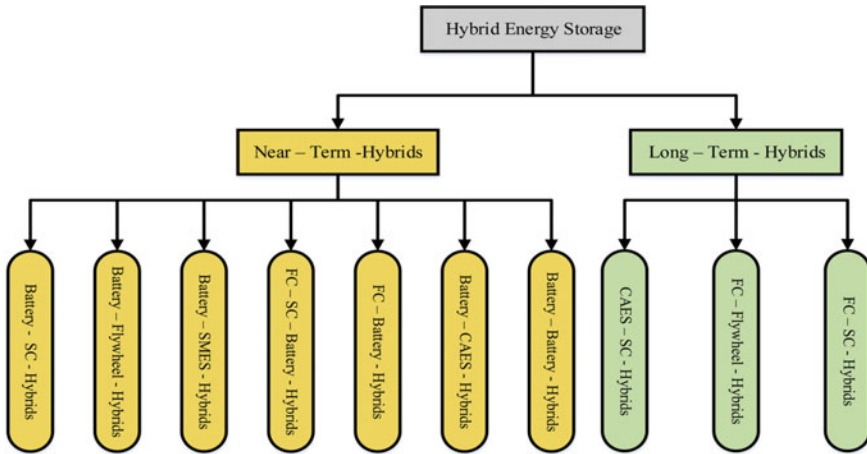 Hybrid Energy Storage
Near – Term -Hybrids
Long – Term - Hybrids
Battery - SC - Hybrids
Battery – Flywheel - Hybrids
Battery – SMES - Hybrids
FC – SC – Battery - Hybrids
FC – Battery - Hybrids
Battery – CAES - Hybrids
Battery – Battery - Hybrids
CAES – SC - Hybrids
FC – Flywheel - Hybrids
FC – SC - Hybrids